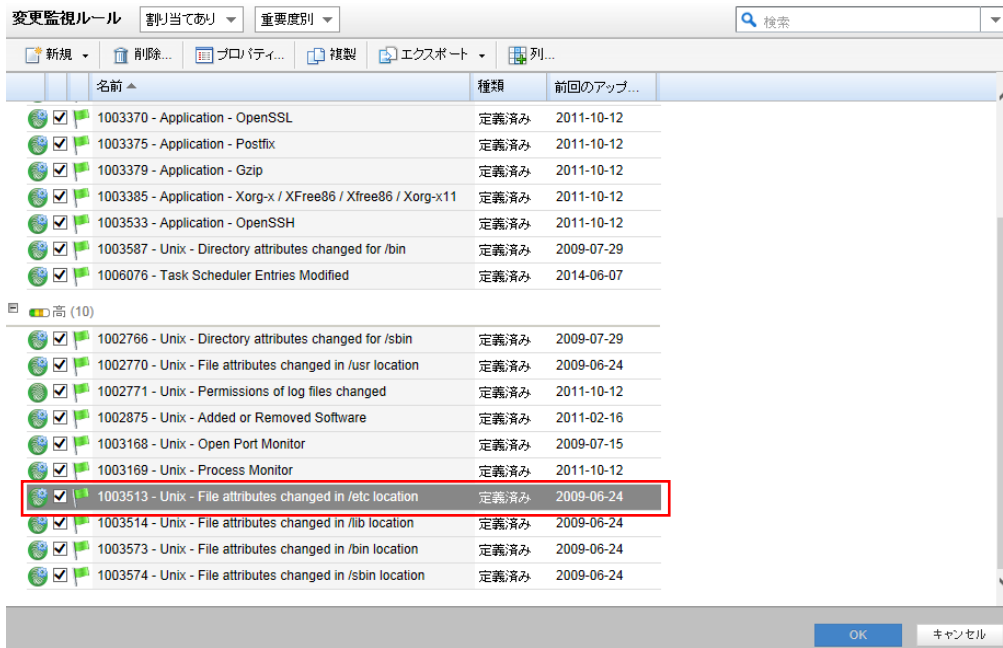 変更監視ルール 割り当てあり 重要度別 検索
新規 削除... プロパティ... 複製 エクスポート 列...
名前 種類 前回のアップ...
1003370 - Application - OpenSSL 定義済み 2011-10-12
1003375 - Application - Postfix 定義済み 2011-10-12
1003379 - Application - Gzip 定義済み 2011-10-12
1003385 - Application - Xorg-x / XFree86 / Xfree86 / Xorg-x11 定義済み 2011-10-12
1003533 - Application - OpenSSH 定義済み 2011-10-12
1003587 - Unix - Directory attributes changed for /bin 定義済み 2009-07-29
1006076 - Task Scheduler Entries Modified 定義済み 2014-06-07
高 (10)
1002766 - Unix - Directory attributes changed for /sbin 定義済み 2009-07-29
1002770 - Unix - File attributes changed in /usr location 定義済み 2009-06-24
1002771 - Unix - Permissions of log files changed 定義済み 2011-10-12
1002875 - Unix - Added or Removed Software 定義済み 2011-02-16
1003168 - Unix - Open Port Monitor 定義済み 2009-07-15
1003169 - Unix - Process Monitor 定義済み 2011-10-12
1003513 - Unix - File attributes changed in /etc location 定義済み 2009-06-24
1003514 - Unix - File attributes changed in /lib location 定義済み 2009-06-24
1003573 - Unix - File attributes changed in /bin location 定義済み 2009-06-24
1003574 - Unix - File attributes changed in /sbin location 定義済み 2009-06-24
OK キャンセル